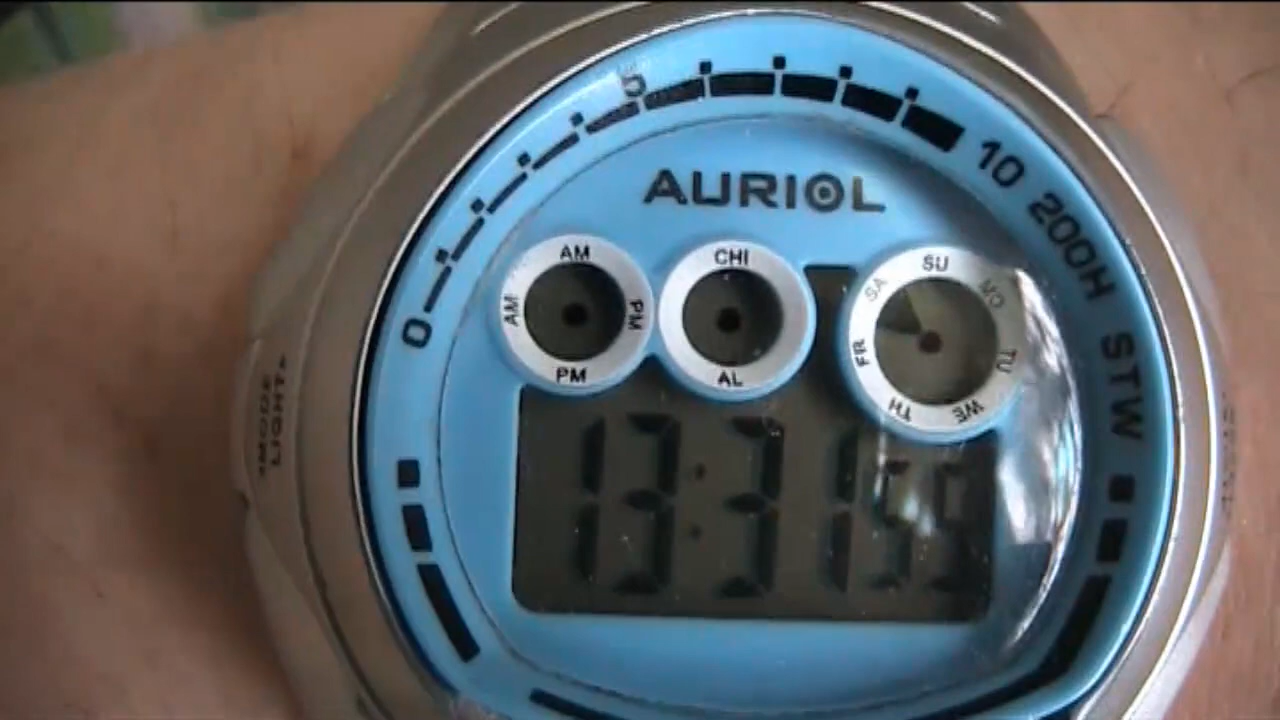 5
10
200H
STW
0
AURIOL
AM
AM
PM
PM
CHI
AL
SU
MO
TU
WE
TH
FR
SA
MODE
LIGHT
13:31 59